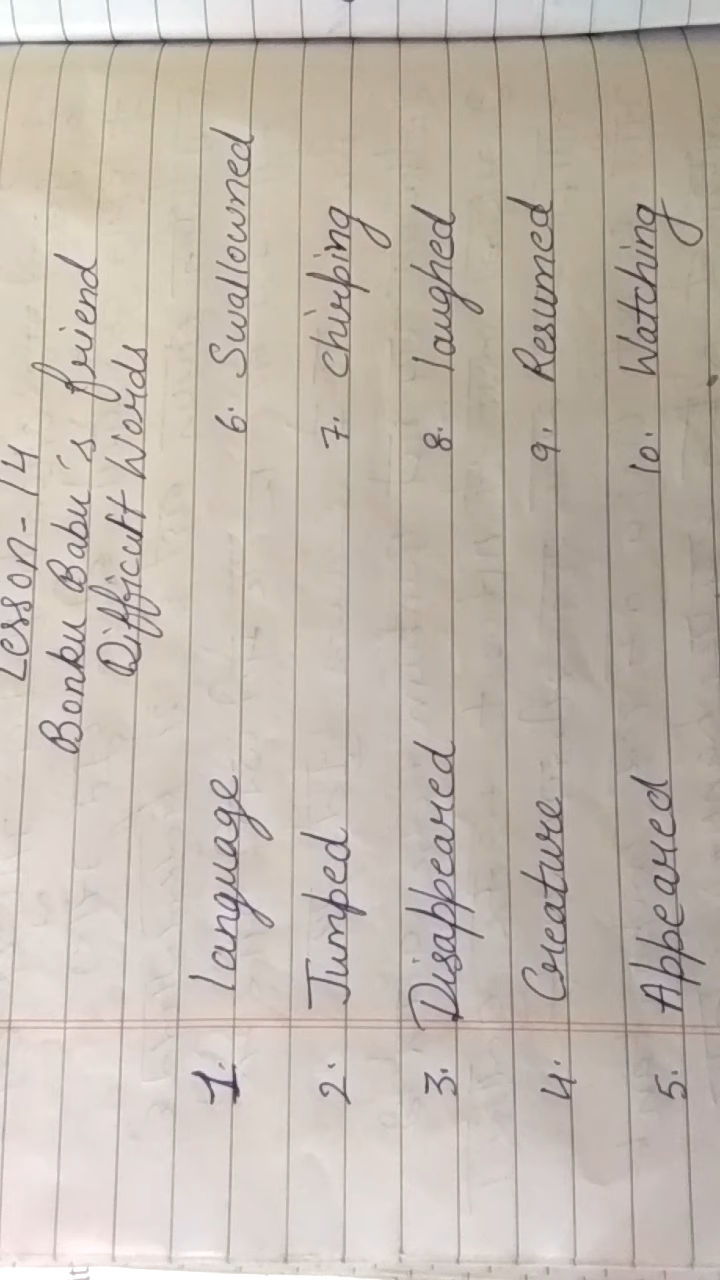 Lesson-14
Bonku Babu's friend
Difficult Words
1. language 6. Swallowned
2. Jumped 7. chirping
3. Disappeared 8. laughed
4. Creature 9. Resumed
5. Appeared 10. Watching